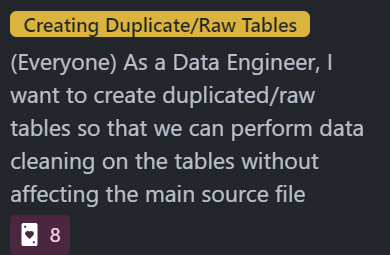 Creating Duplicate/Raw Tables
(Everyone) As a Data Engineer, I
want to create duplicated/raw
tables so that we can perform data
cleaning on the tables without
affecting the main source file
8